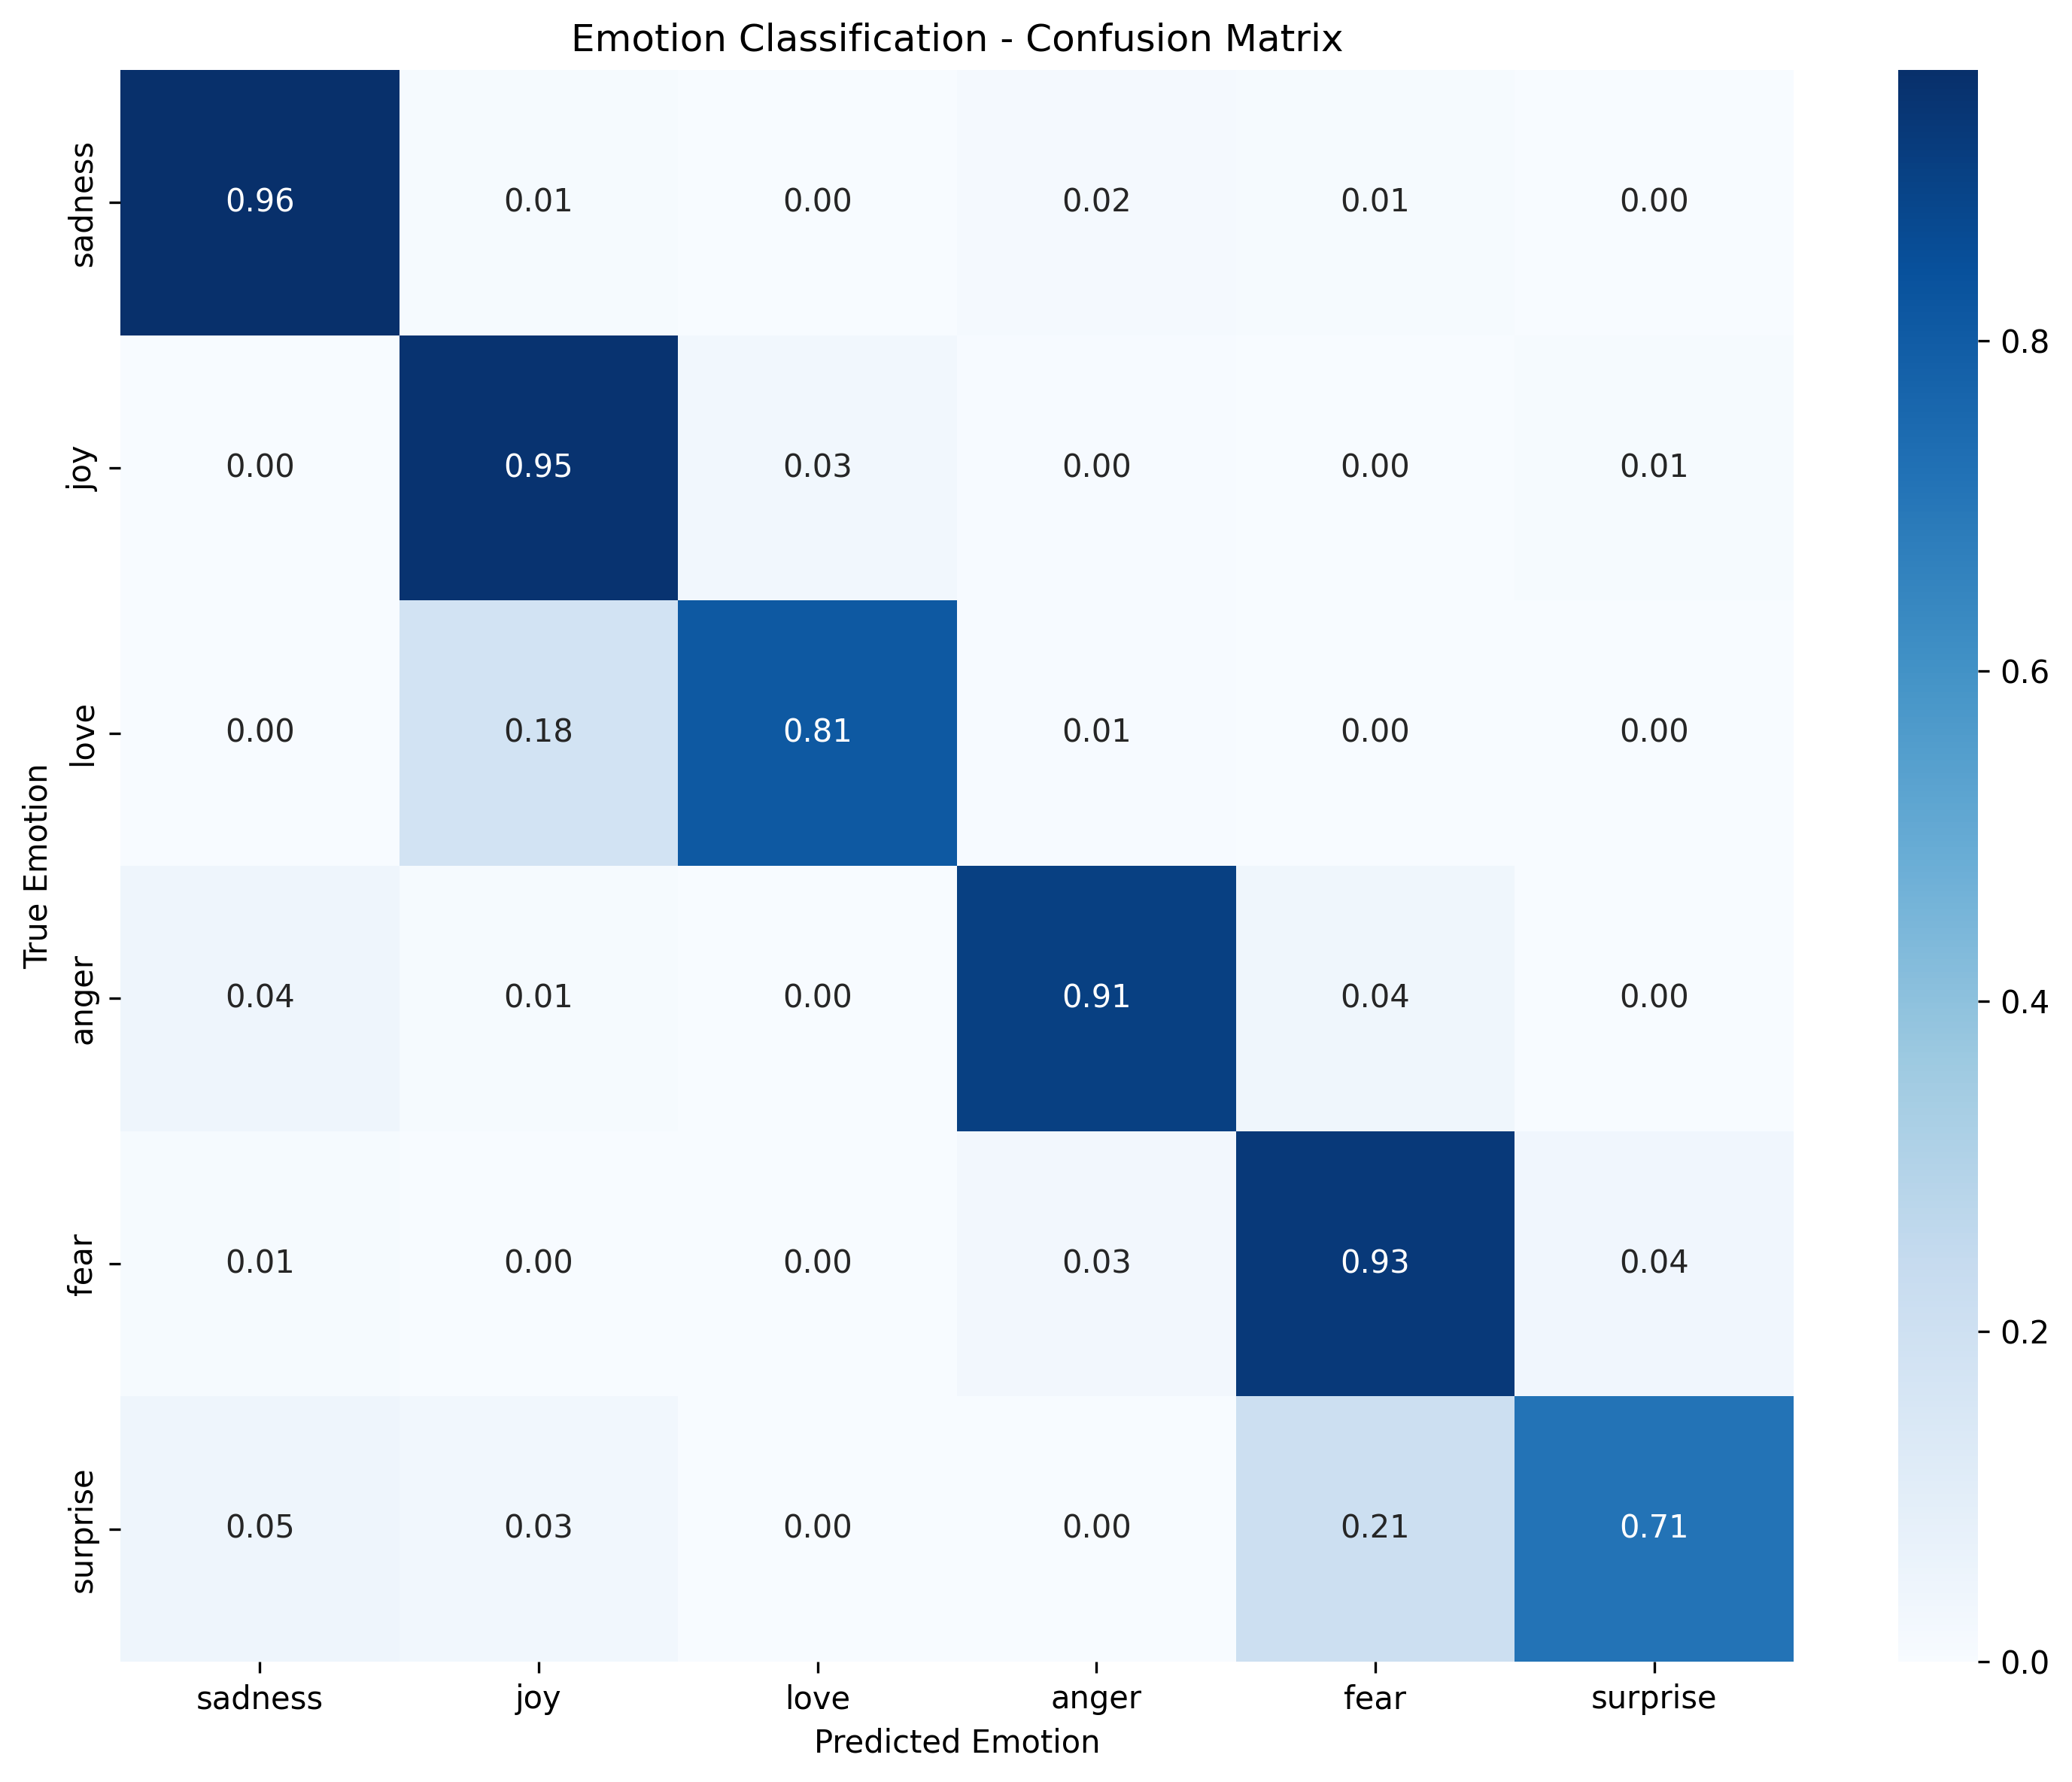 Emotion Classification - Confusion Matrix
True Emotion
sadness 0.96 0.01 0.00 0.02 0.01 0.00
joy 0.00 0.95 0.03 0.00 0.00 0.01
love 0.00 0.18 0.81 0.01 0.00 0.00
anger 0.04 0.01 0.00 0.91 0.04 0.00
fear 0.01 0.00 0.00 0.03 0.93 0.04
surprise 0.05 0.03 0.00 0.00 0.21 0.71
sadness joy love anger fear surprise
Predicted Emotion
0.8
0.6
0.4
0.2
0.0